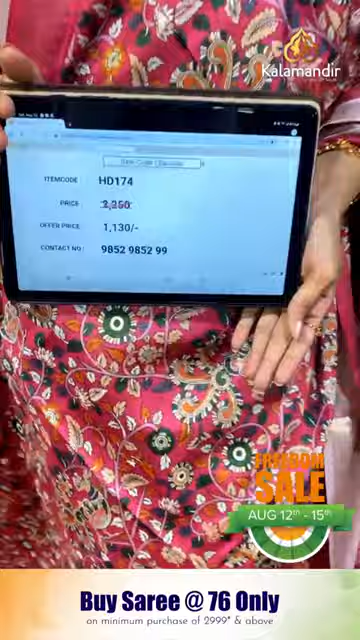 Kalamandir
ITEMCODE : HD174
PRICE : 2,250
OFFER PRICE 1,130/-
CONTACT NO : 9852 9852 99
FREEDOM
SALE
AUG 12th - 15th
Buy Saree @ 76 Only
on minimum purchase of 2999* & above